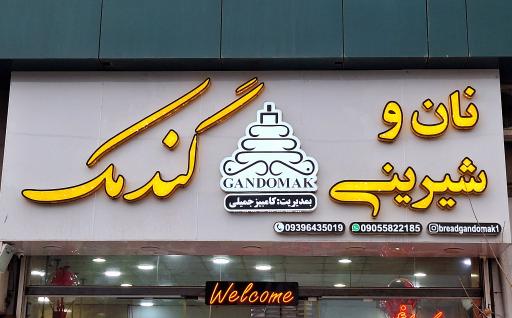 نان و
شیرینی
گندمک
GANDOMAK
بمدیریت: کامبیز جمیلی
09396435019 09055822185 breadgandomak1
Welcome